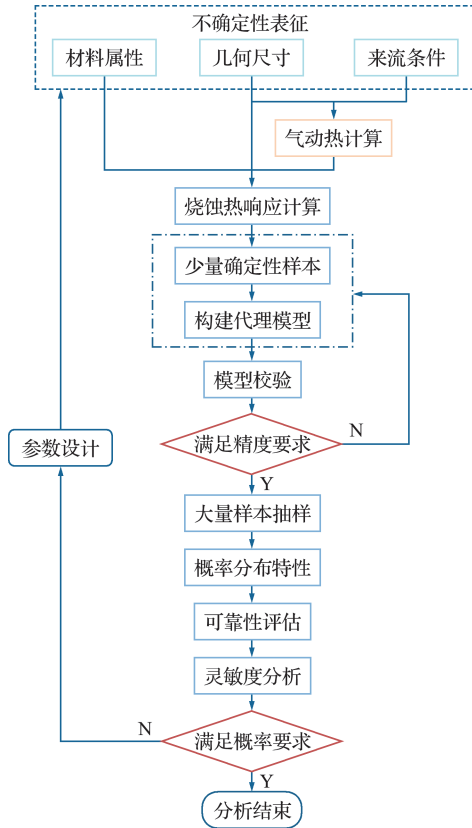 不确定性表征
材料属性
几何尺寸
来流条件
气动热计算
烧蚀热响应计算
少量确定性样本
构建代理模型
模型校验
满足精度要求
N
Y
参数设计
大量样本抽样
概率分布特性
可靠性评估
灵敏度分析
满足概率要求
N
Y
分析结束